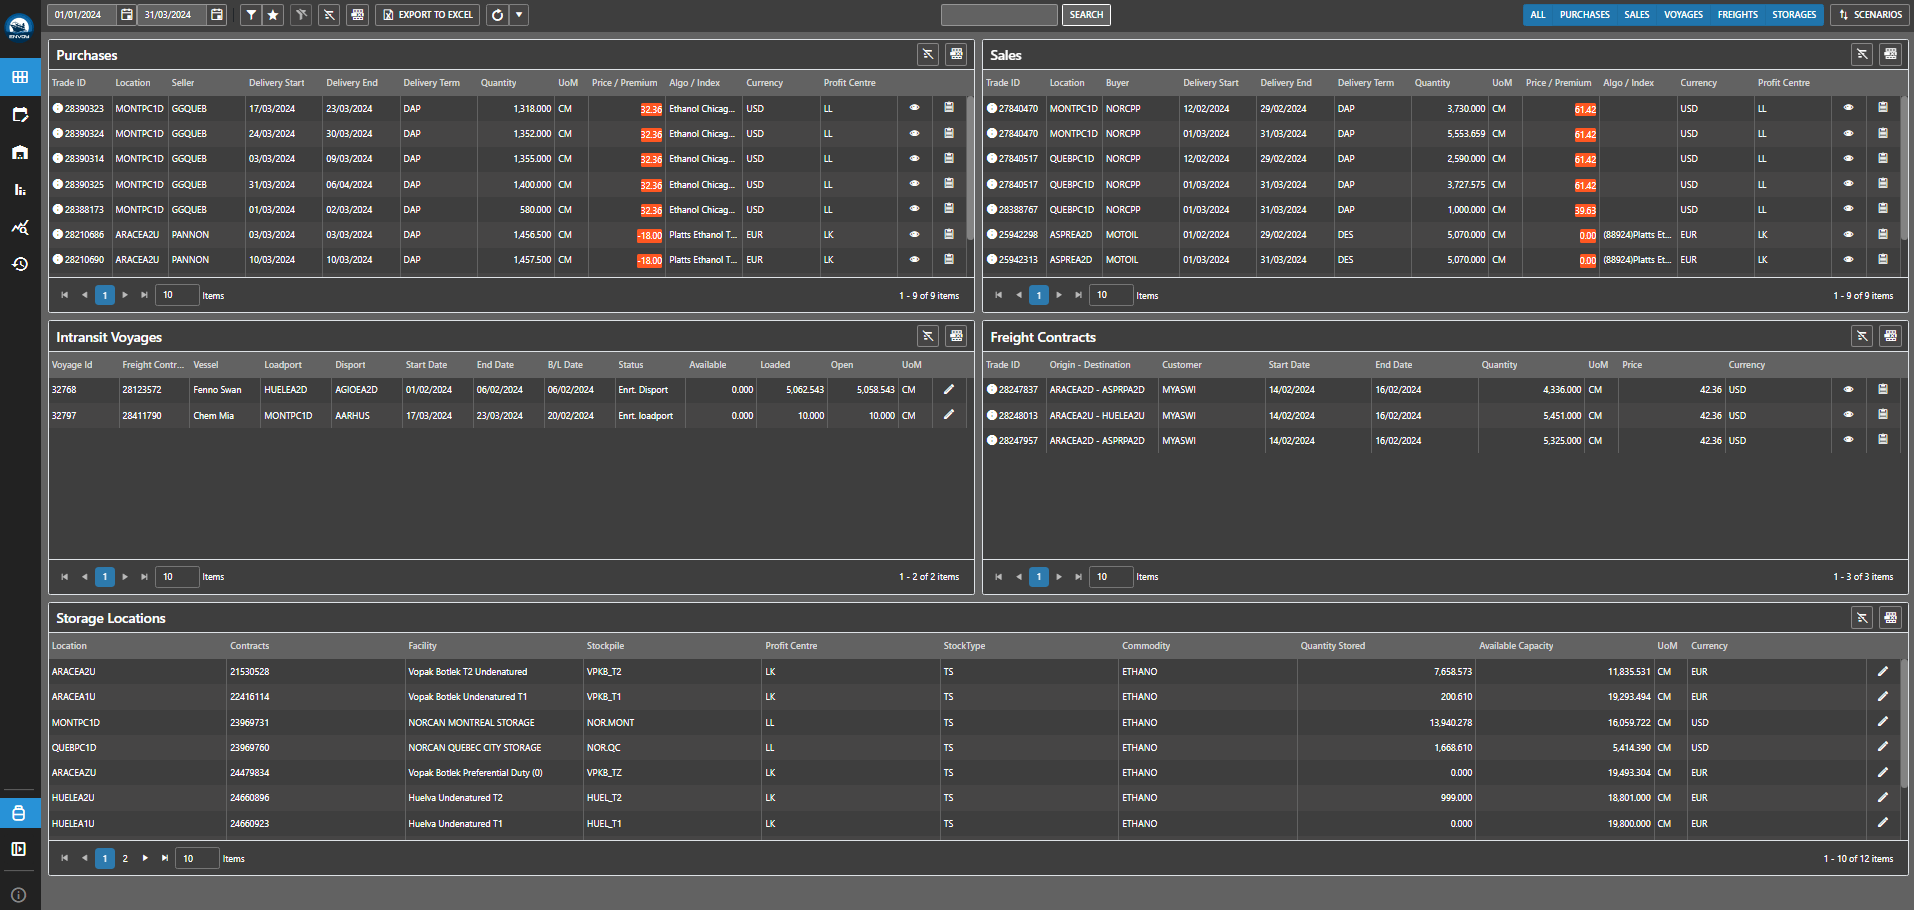 ENVOY
01/01/2024 31/03/2024 EXPORT TO EXCEL SEARCH ALL PURCHASES SALES VOYAGES FREIGHTS STORAGES SCENARIOS
Purchases
Trade ID Location Seller Delivery Start Delivery End Delivery Term Quantity UoM Price / Premium Algo / Index Currency Profit Centre
28390323 MONTPC1D GGQUEB 17/03/2024 23/03/2024 DAP 1,318.000 CM 32.36 Ethanol Chicag... USD LL
28390324 MONTPC1D GGQUEB 24/03/2024 30/03/2024 DAP 1,352.000 CM 32.36 Ethanol Chicag... USD LL
28390314 MONTPC1D GGQUEB 03/03/2024 09/03/2024 DAP 1,355.000 CM 32.36 Ethanol Chicag... USD LL
28390325 MONTPC1D GGQUEB 31/03/2024 06/04/2024 DAP 1,400.000 CM 32.36 Ethanol Chicag... USD LL
28388173 MONTPC1D GGQUEB 01/03/2024 02/03/2024 DAP 580.000 CM 32.36 Ethanol Chicag... USD LL
28210686 ARACEA2U PANNON 03/03/2024 03/03/2024 DAP 1,456.500 CM -18.00 Platts Ethanol T... EUR LK
28210690 ARACEA2U PANNON 10/03/2024 10/03/2024 DAP 1,457.500 CM -18.00 Platts Ethanol T... EUR LK
1 10 Items 1 - 9 of 9 items
Sales
Trade ID Location Buyer Delivery Start Delivery End Delivery Term Quantity UoM Price / Premium Algo / Index Currency Profit Centre
27840470 MONTPC1D NORCPP 12/02/2024 29/02/2024 DAP 3,730.000 CM 61.42 USD LL
27840470 MONTPC1D NORCPP 01/03/2024 31/03/2024 DAP 5,553.659 CM 61.42 USD LL
27840517 QUEBPC1D NORCPP 12/02/2024 29/02/2024 DAP 2,590.000 CM 61.42 USD LL
27840517 QUEBPC1D NORCPP 01/03/2024 31/03/2024 DAP 3,727.575 CM 61.42 USD LL
28388767 QUEBPC1D NORCPP 01/03/2024 31/03/2024 DAP 1,000.000 CM 39.63 USD LL
25942298 ASPREA2D MOTOIL 01/02/2024 29/02/2024 DES 5,070.000 CM 0.00 (88924)Platts Et... EUR LK
25942313 ASPREA2D MOTOIL 01/03/2024 31/03/2024 DES 5,070.000 CM 0.00 (88924)Platts Et... EUR LK
1 10 Items 1 - 9 of 9 items
Intransit Voyages
Voyage Id Freight Contr... Vessel Loadport Disport Start Date End Date B/L Date Status Available Loaded Open UoM
32768 28123572 Fenno Swan HUELEA2D AGIOEA2D 01/02/2024 06/02/2024 06/02/2024 Enrt. Disport 0.000 5,062.543 5,058.543 CM
32797 28411790 Chem Mia MONTPC1D AARHUS 17/03/2024 23/03/2024 20/02/2024 Enrt. loadport 0.000 10.000 10.000 CM
1 10 Items 1 - 2 of 2 items
Freight Contracts
Trade ID Origin - Destination Customer Start Date End Date Quantity UoM Price Currency
28247837 ARACEA2D - ASPRPA2D MYASWI 14/02/2024 16/02/2024 4,336.000 CM 42.36 USD
28248013 ARACEA2U - HUELEA2U MYASWI 14/02/2024 16/02/2024 5,451.000 CM 42.36 USD
28247957 ARACEA2D - ASPRPA2D MYASWI 14/02/2024 16/02/2024 5,325.000 CM 42.36 USD
1 10 Items 1 - 3 of 3 items
Storage Locations
Location Contracts Facility Stockpile Profit Centre StockType Commodity Quantity Stored Available Capacity UoM Currency
ARACEA2U 21530528 Vopak Botlek T2 Undenatured VPKB_T2 LK TS ETHANO 7,658.573 11,835.531 CM EUR
ARACEA1U 22416114 Vopak Botlek Undenatured T1 VPKB_T1 LK TS ETHANO 200.610 19,293.494 CM EUR
MONTPC1D 23969731 NORCAN MONTREAL STORAGE NOR.MONT LL TS ETHANO 13,940.278 16,059.722 CM USD
QUEBPC1D 23969760 NORCAN QUEBEC CITY STORAGE NOR.QC LL TS ETHANO 1,668.610 5,414.390 CM USD
ARACEAZU 24479834 Vopak Botlek Preferential Duty (0) VPKB_TZ LK TS ETHANO 0.000 19,493.304 CM EUR
HUELEA2U 24660896 Huelva Undenatured T2 HUEL_T2 LK TS ETHANO 999.000 18,801.000 CM EUR
HUELEA1U 24660923 Huelva Undenatured T1 HUEL_T1 LK TS ETHANO 0.000 19,800.000 CM EUR
1 2 10 Items 1 - 10 of 12 items